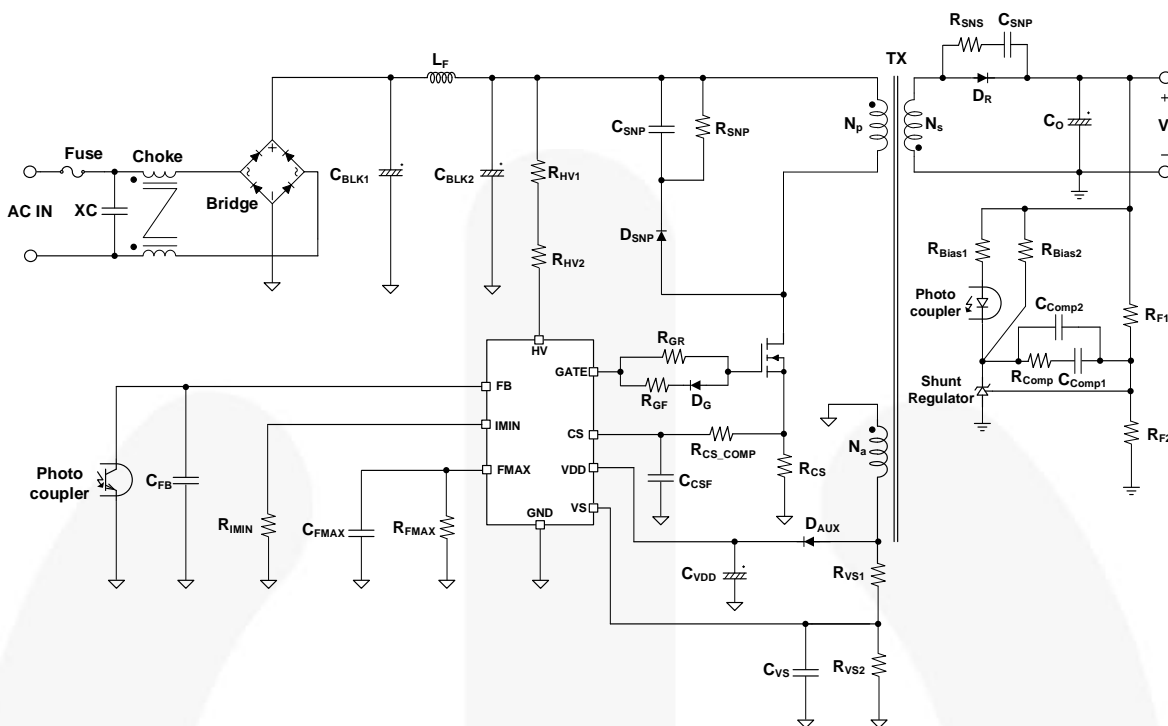 RSNS
CSNP
TX
LF
DR
+
V
–
CO
Np
Ns
CSNP
RSNP
Fuse
Choke
+
~
~
–
Bridge
CBLK1
CBLK2
RHV1
AC IN
XC
DSNP
RHV2
RBias1
RBias2
Photo
coupler
CComp2
RF1
RComp
CComp1
Shunt
Regulator
RF2
HV
GATE
FB
IMIN
CS
FMAX
VDD
VS
GND
RGR
RGF
DG
RCS_COMP
RCS
CCSF
Na
Photo
coupler
CFB
RIMIN
CFMAX
RFMAX
DAUX
CVDD
RVS1
CVS
RVS2